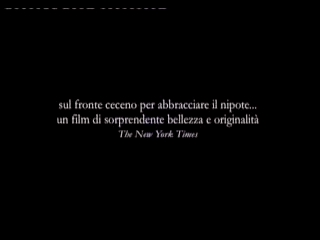 sul fronte ceceno per abbracciare il nipote...
un film di sorprendente bellezza e originalità
The New York Times